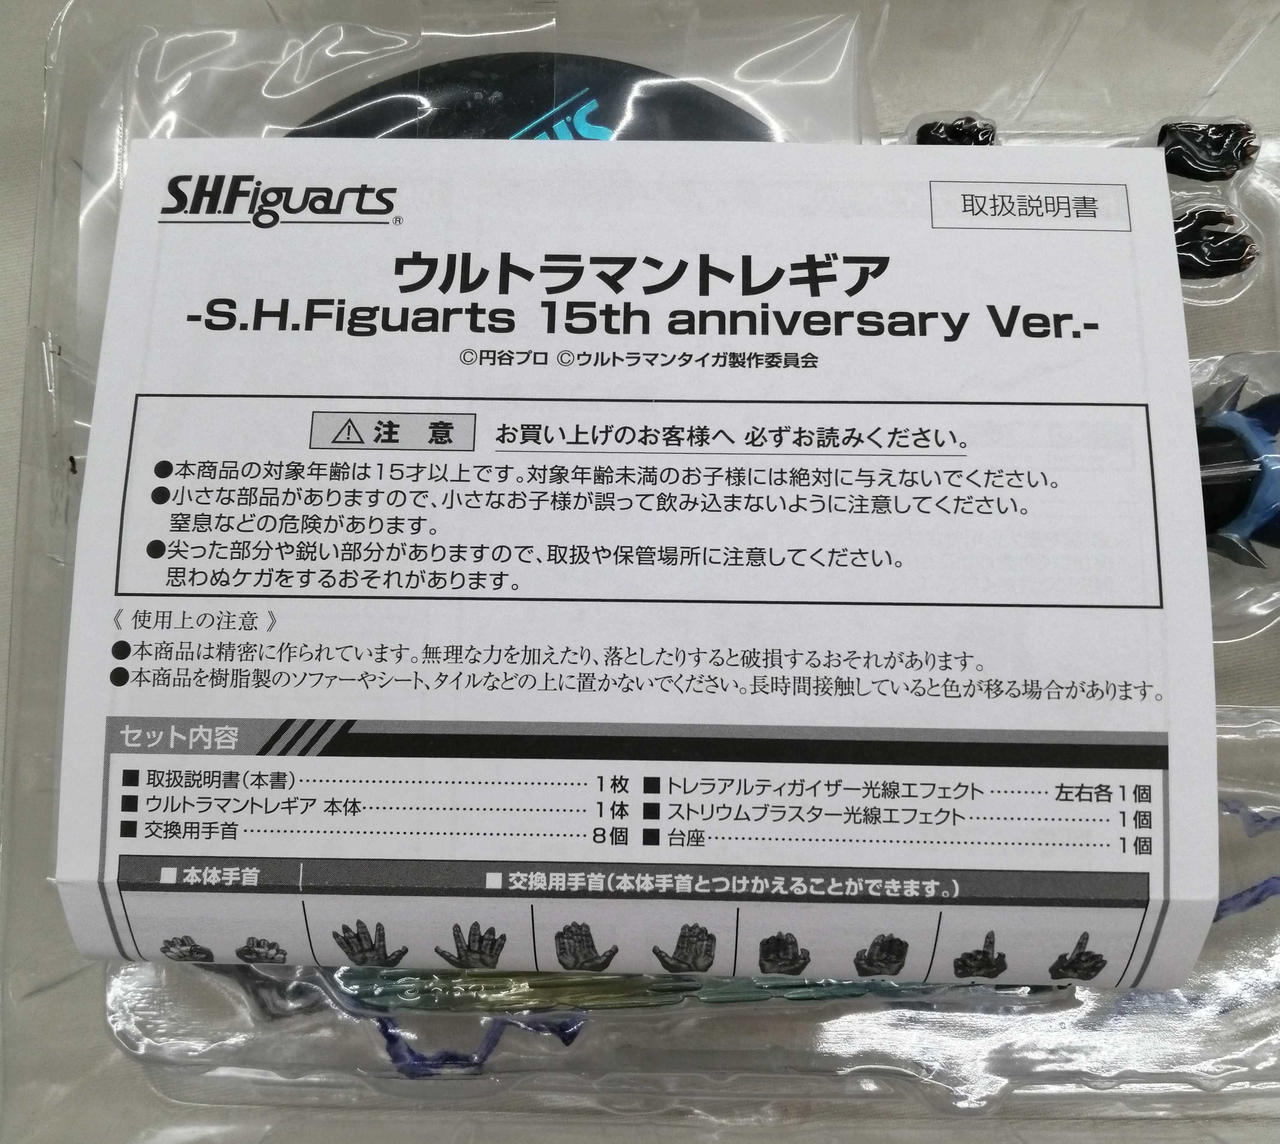 S.H.Figuarts®
取扱説明書
ウルトラマントレギア
-S.H.Figuarts 15th anniversary Ver.-
©円谷プロ ©ウルトラマンタイガ製作委員会
⚠注 意 お買い上げのお客様へ 必ずお読みください。
●本商品の対象年齢は15才以上です。対象年齢未満のお子様には絶対に与えないでください。
●小さな部品がありますので、小さなお子様が誤って飲み込まないように注意してください。
窒息などの危険があります。
●尖った部分や鋭い部分がありますので、取扱や保管場所に注意してください。
思わぬケガをするおそれがあります。
《 使用上の注意 》
●本商品は精密に作られています。無理な力を加えたり、落としたりすると破損するおそれがあります。
●本商品を樹脂製のソファーやシート、タイルなどの上に置かないでください。長時間接触していると色が移る場合があります。
セット内容
■ 取扱説明書(本書)……1枚
■ ウルトラマントレギア 本体……1体
■ 交換用手首……8個
■ トレラアルティガイザー光線エフェクト……左右各1個
■ ストリウムブラスター光線エフェクト……1個
■ 台座……1個
■ 本体手首
■ 交換用手首(本体手首とつけかえることができます。)